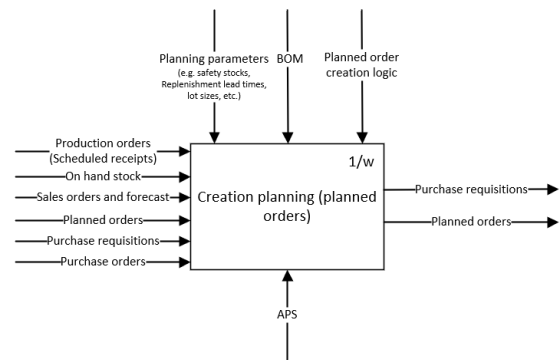 Planning parameters
(e.g. safety stocks,
Replenishment lead times,
lot sizes, etc.)
BOM
Planned order
creation logic
Production orders
(Scheduled receipts)
On hand stock
Sales orders and forecast
Planned orders
Purchase requisitions
Purchase orders
1/w
Creation planning (planned
orders)
Purchase requisitions
Planned orders
APS